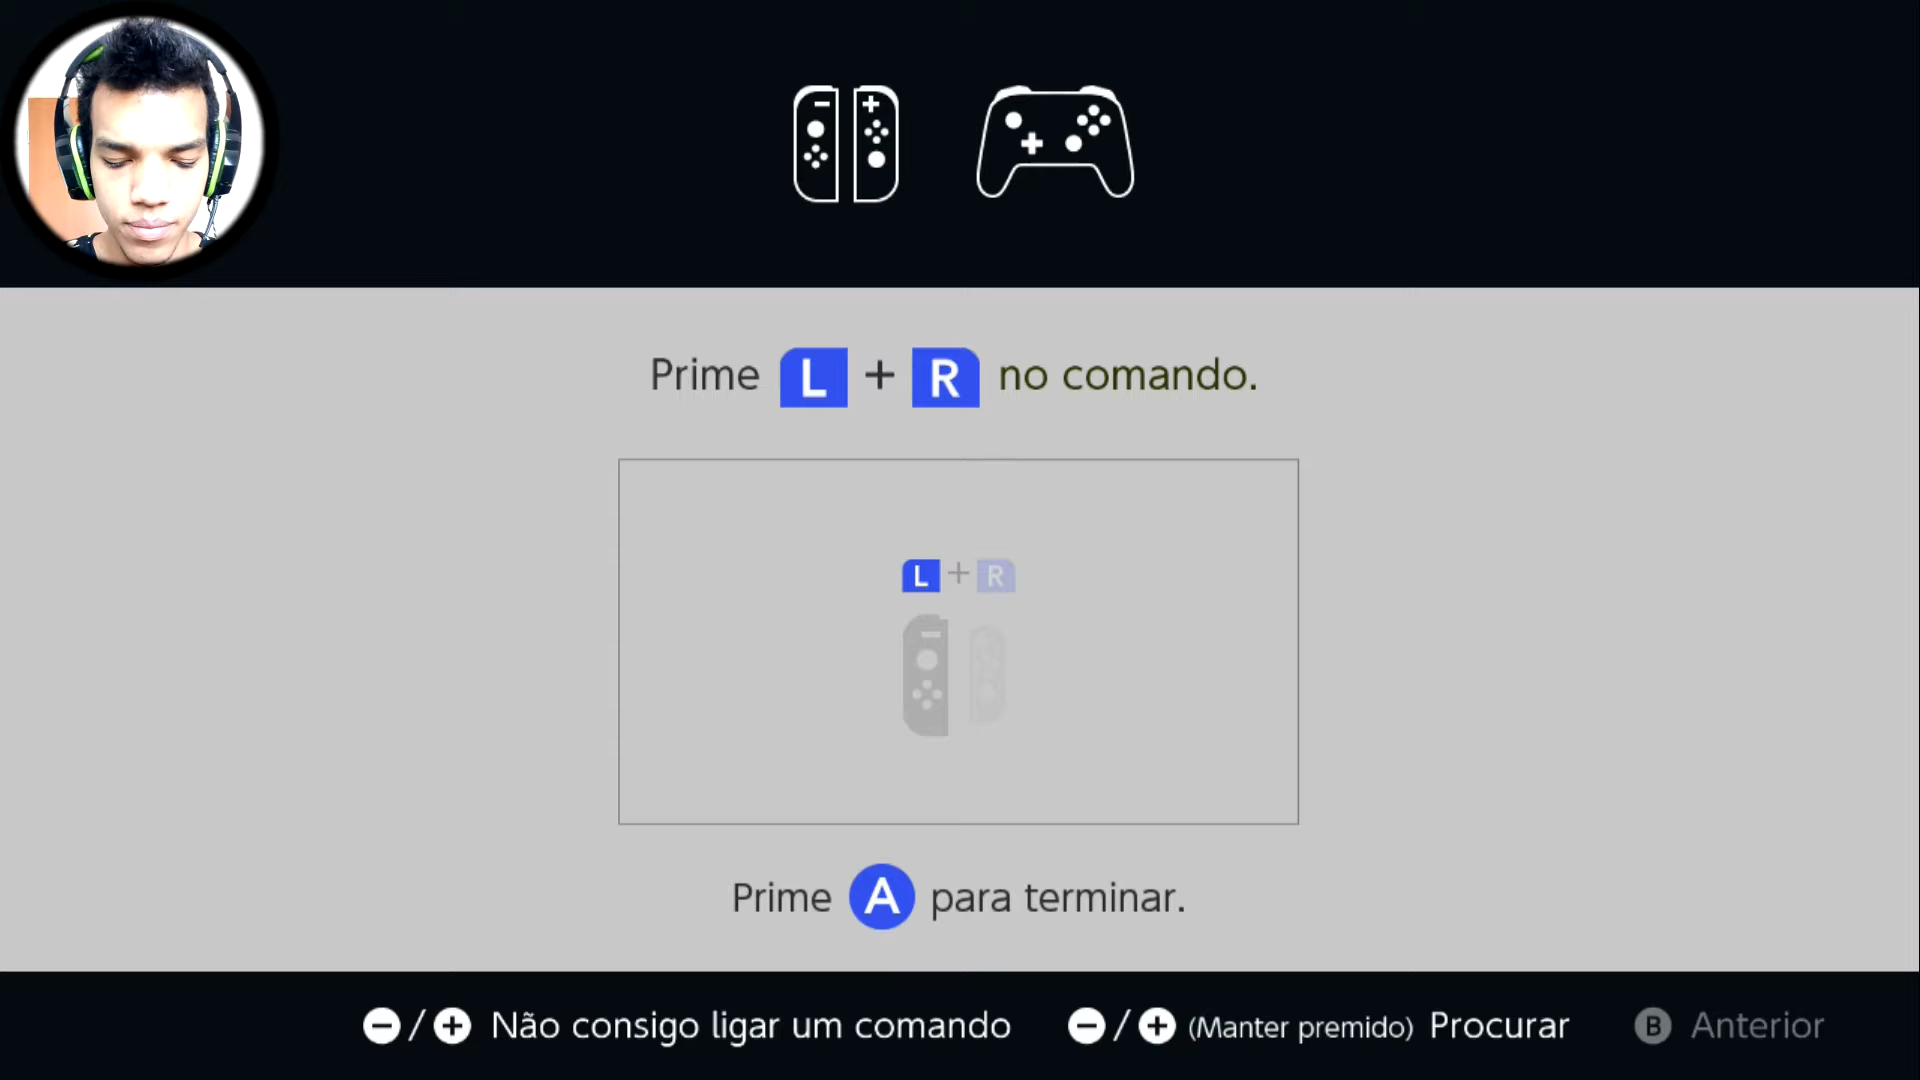 Prime L + R no comando.
L + R
Prime A para terminar.
−/+ Não consigo ligar um comando −/+ (Manter premido) Procurar B Anterior